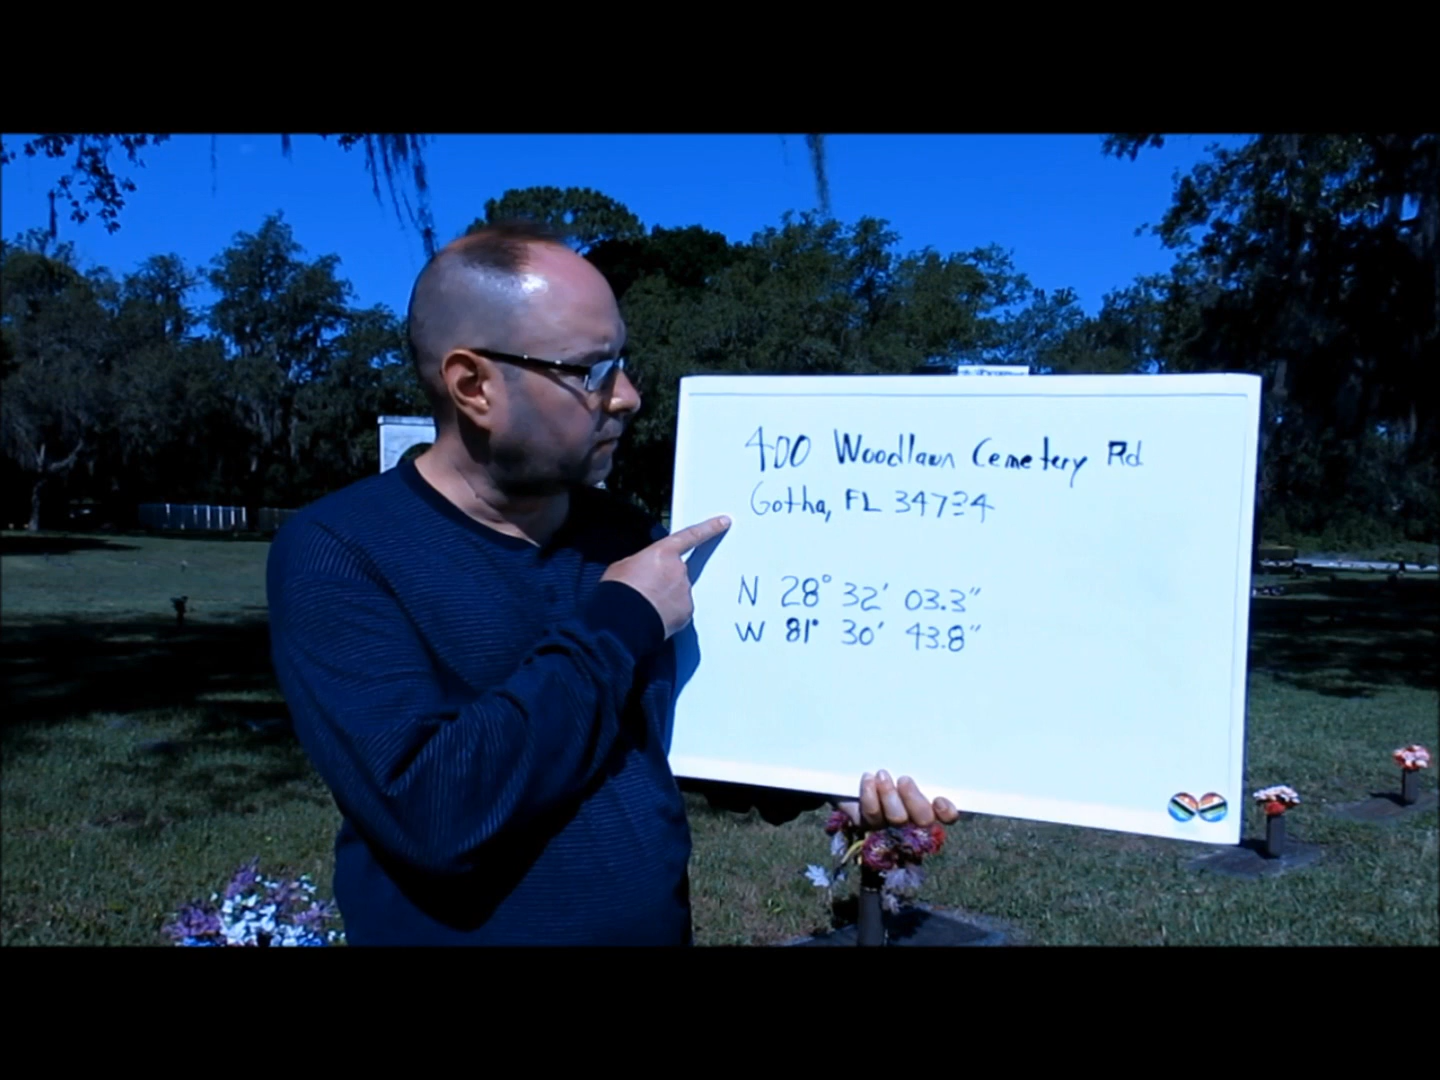 400 Woodlawn Cemetery Rd
Gotha, FL 34734
N 28° 32' 03.3"
W 81° 30' 43.8"